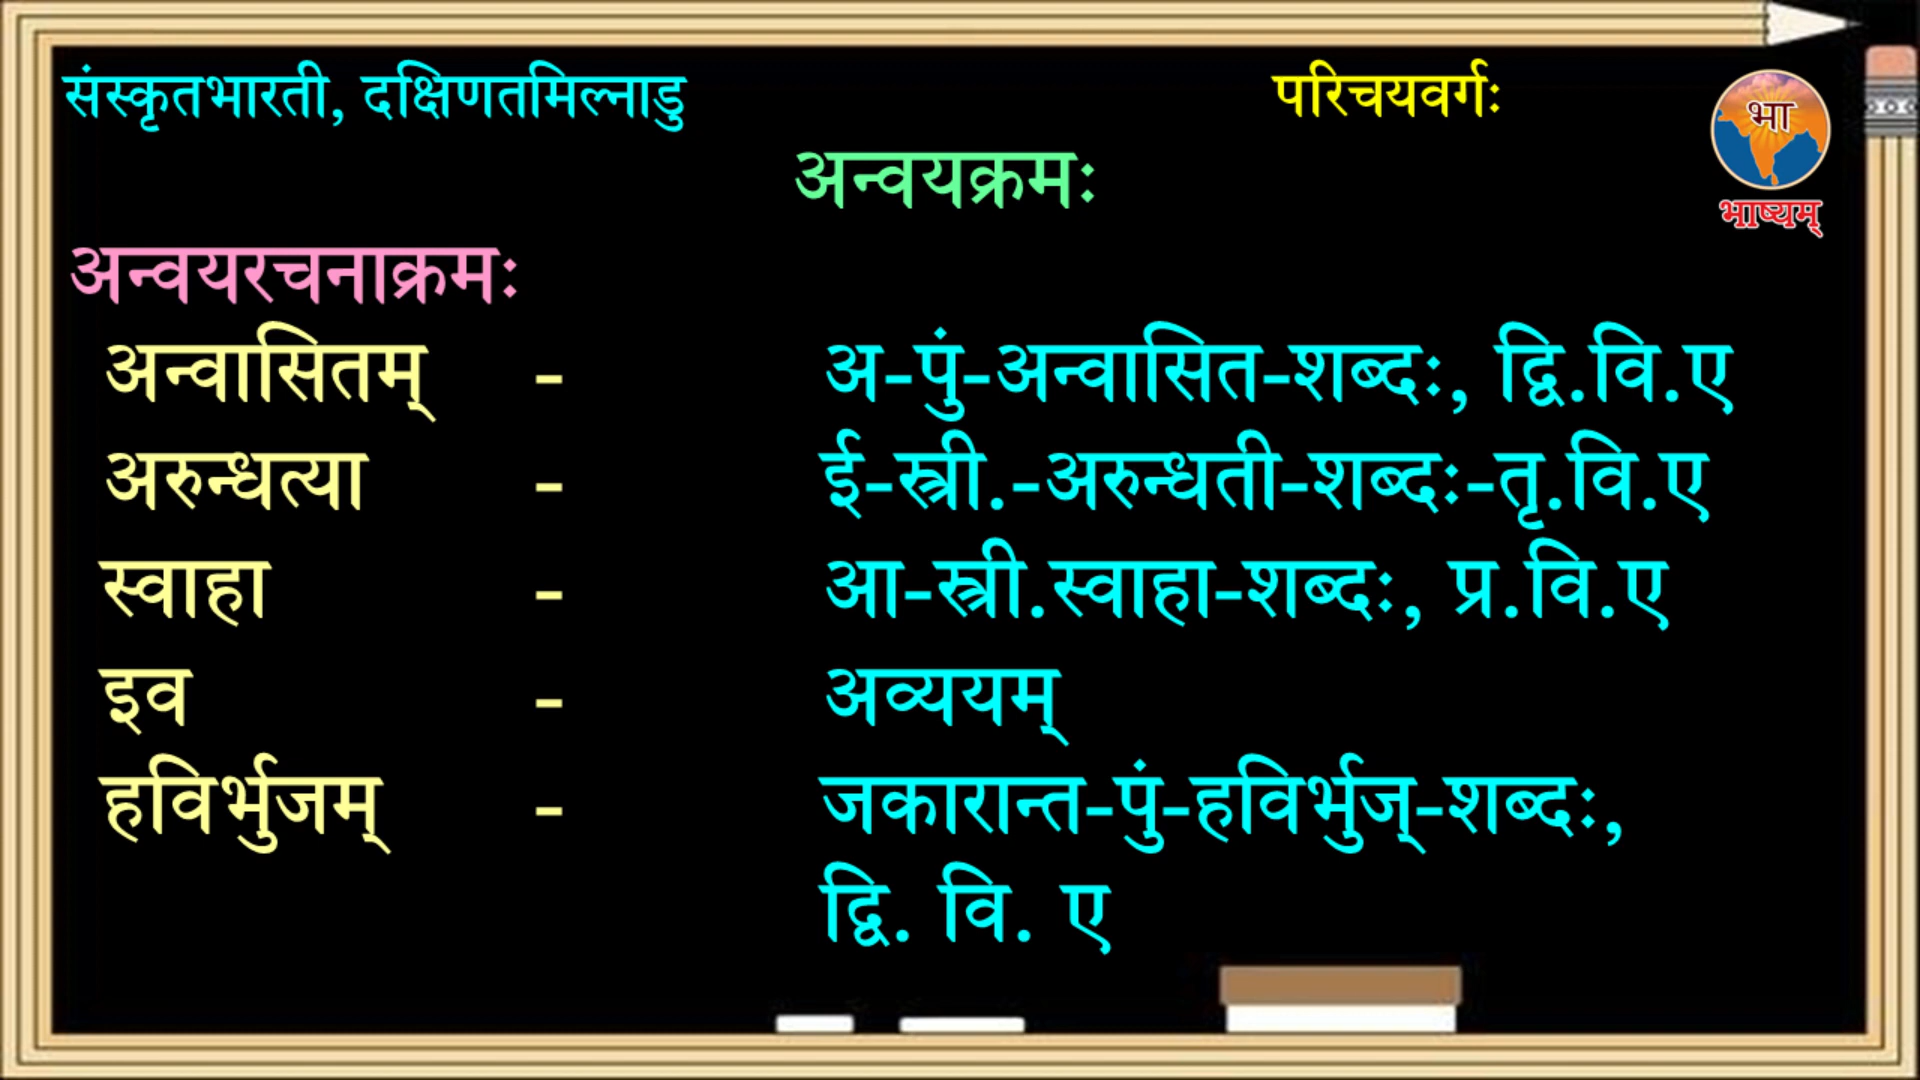 संस्कृतभारती, दक्षिणतमिल्नाडु परिचयवर्गः
भा
भाष्यम्
अन्वयक्रमः
अन्वयरचनाक्रमः
अन्वासितम् - अ-पुं-अन्वासित-शब्दः, द्वि.वि.ए
अरुन्धत्या - ई-स्त्री.-अरुन्धती-शब्दः-तृ.वि.ए
स्वाहा - आ-स्त्री.स्वाहा-शब्दः, प्र.वि.ए
इव - अव्ययम्
हविर्भुजम् - जकारान्त-पुं-हविर्भुज्-शब्दः,
द्वि. वि. ए